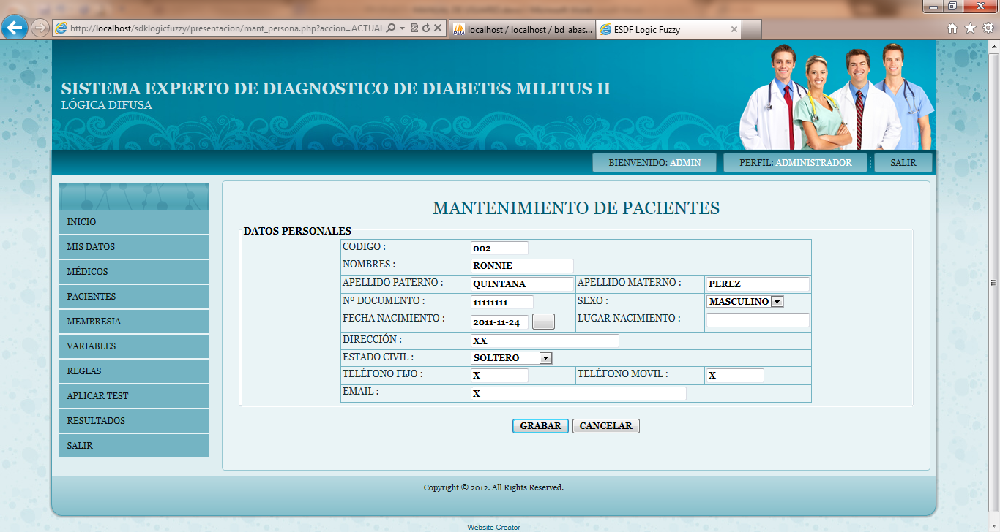 http://localhost/sdklogicfuzzy/presentacion/mant_persona.php?accion=ACTUAL
localhost / localhost / bd_abas...
ESDF Logic Fuzzy
SISTEMA EXPERTO DE DIAGNOSTICO DE DIABETES MILITUS II
LÓGICA DIFUSA
BIENVENIDO: ADMIN PERFIL: ADMINISTRADOR SALIR
INICIO
MIS DATOS
MÉDICOS
PACIENTES
MEMBRESIA
VARIABLES
REGLAS
APLICAR TEST
RESULTADOS
SALIR
MANTENIMIENTO DE PACIENTES
DATOS PERSONALES
CODIGO : 002
NOMBRES : RONNIE
APELLIDO PATERNO : QUINTANA APELLIDO MATERNO : PEREZ
Nº DOCUMENTO : 11111111 SEXO : MASCULINO
FECHA NACIMIENTO : 2011-11-24 ... LUGAR NACIMIENTO :
DIRECCIÓN : XX
ESTADO CIVIL : SOLTERO
TELÉFONO FIJO : X TELÉFONO MOVIL : X
EMAIL : X
GRABAR CANCELAR
Copyright © 2012. All Rights Reserved.
Website Creator